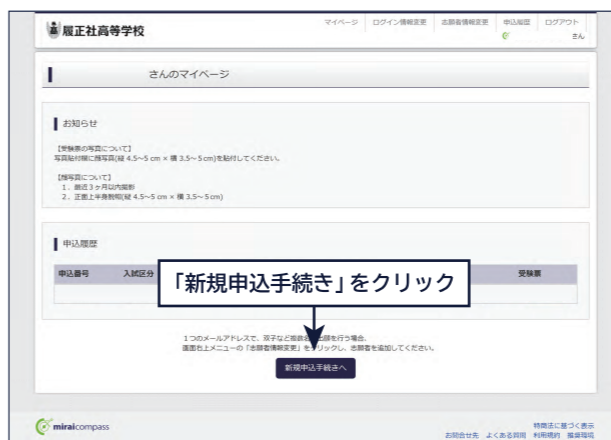 履正社高等学校
マイページ ログイン情報変更 志願者情報変更 申込履歴 ログアウト
さん
さんのマイページ
お知らせ
【受験票の写真について】
写真貼付欄に顔写真(縦 4.5~5 cm × 横 3.5~5cm)を貼付してください。
【顔写真について】
1. 最近3ヶ月以内撮影
2. 正面上半身脱帽(縦 4.5~5 cm × 横 3.5~5cm)
申込履歴
申込番号 入試区分 受験票
「新規申込手続き」をクリック
1つのメールアドレスで、双子など複数名の出願を行う場合、
画面右上メニューの「志願者情報変更」をクリックし、志願者を追加してください。
新規申込手続きへ
miraicompass
特商法に基づく表示
お問合せ先 よくある質問 利用規約 推奨環境